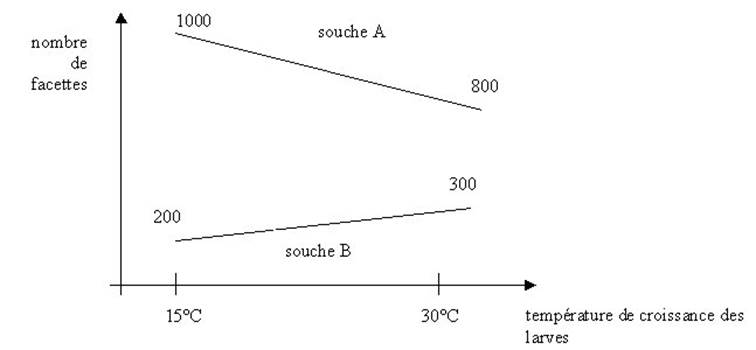 1000
souche A
nombre
de
facettes
800
300
200
souche B
15°C
30°C
température de croissance des
larves